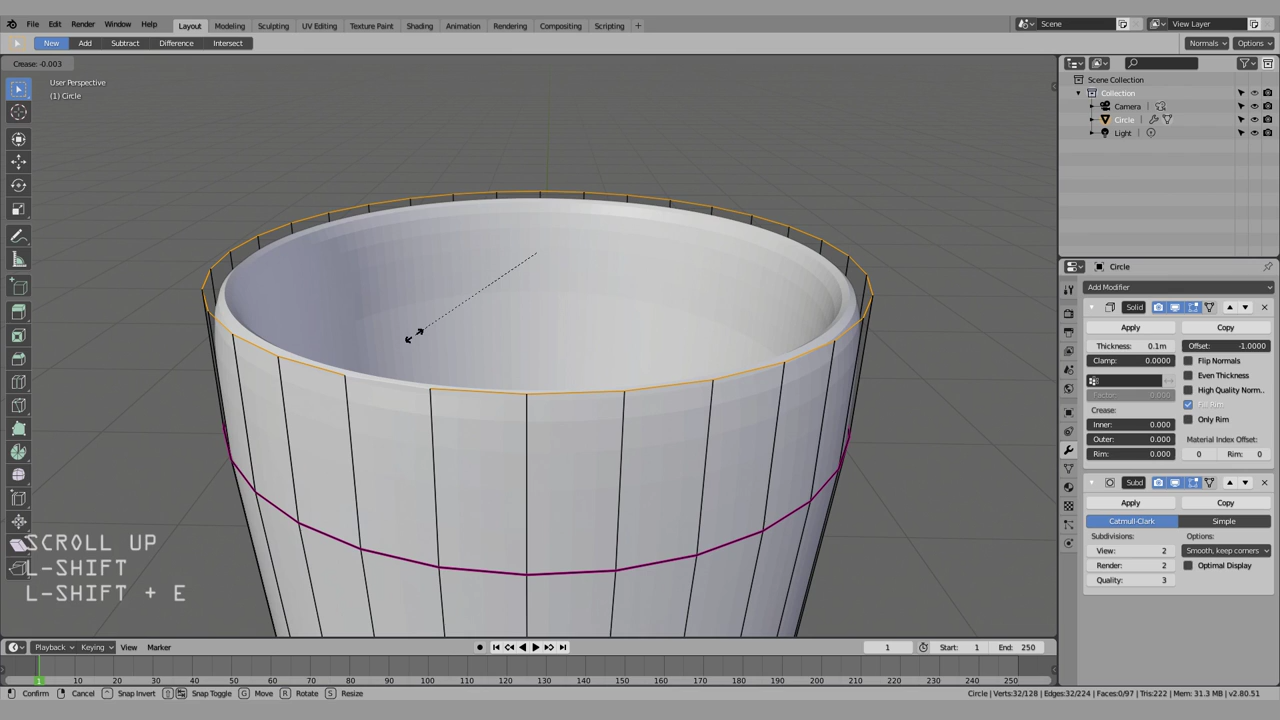 File Edit Render Window Help Layout Modeling Sculpting UV Editing Texture Paint Shading Animation Rendering Compositing Scripting + Scene View Layer
New Add Subtract Difference Intersect Normals Options
Crease: -0.003
User Perspective
(1) Circle
Scene Collection
Collection
Camera
Circle
Light
Circle
Add Modifier
Solid
Apply Copy
Thickness: 0.1m Offset: -1.0000
Clamp: 0.0000 Flip Normals
Even Thickness
High Quality Norm..
Factor: 0.000 Fill Rim
Crease: Only Rim
Inner: 0.000
Outer: 0.000 Material Index Offset:
Rim: 0.000 0 Rim: 0
Subd
Apply Copy
Catmull-Clark Simple
Subdivisions: Options:
View: 2 Smooth, keep corners
Render: 2 Optimal Display
Quality: 3
SCROLL UP
L-SHIFT
L-SHIFT + E
Playback Keying View Marker 1 Start: 1 End: 250
1 10 20 30 40 50 60 70 80 90 100 110 120 130 140 150 160 170 180 190 200 210 220 230 240 250
Confirm Cancel Snap Invert Snap Toggle G Move R Rotate S Resize Circle | Verts:32/128 | Edges:32/224 | Faces:0/97 | Tris:222 | Mem: 31.3 MB | v2.80.51